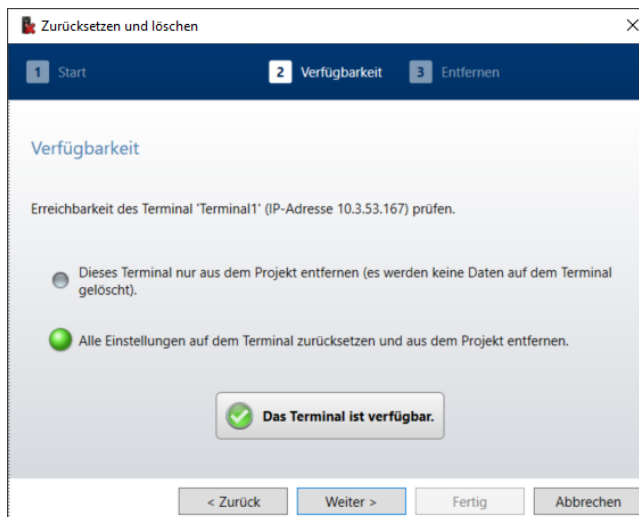 Zurücksetzen und löschen
1 Start 2 Verfügbarkeit 3 Entfernen
Verfügbarkeit
Erreichbarkeit des Terminal 'Terminal1' (IP-Adresse 10.3.53.167) prüfen.
Dieses Terminal nur aus dem Projekt entfernen (es werden keine Daten auf dem Terminal
gelöscht).
Alle Einstellungen auf dem Terminal zurücksetzen und aus dem Projekt entfernen.
Das Terminal ist verfügbar.
< Zurück Weiter > Fertig Abbrechen